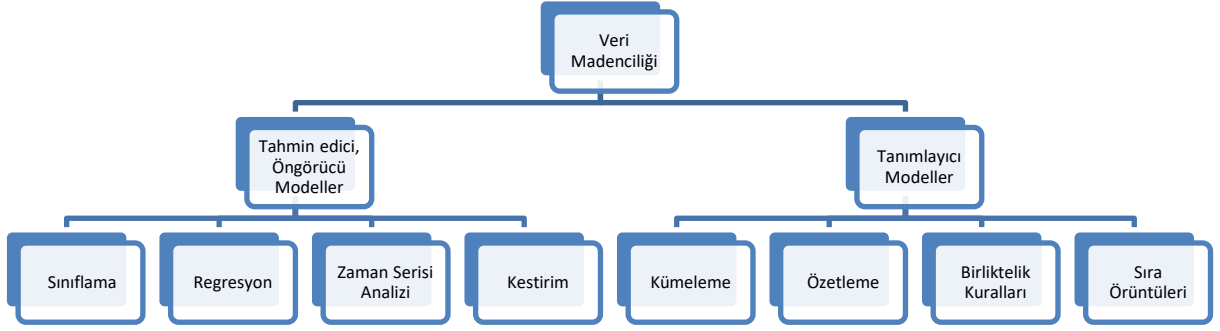 Veri
Madenciliği
Tahmin edici,
Öngörücü
Modeller
Tanımlayıcı
Modeller
Sınıflama
Regresyon
Zaman Serisi
Analizi
Kestirim
Kümeleme
Özetleme
Birliktelik
Kuralları
Sıra
Örüntüleri